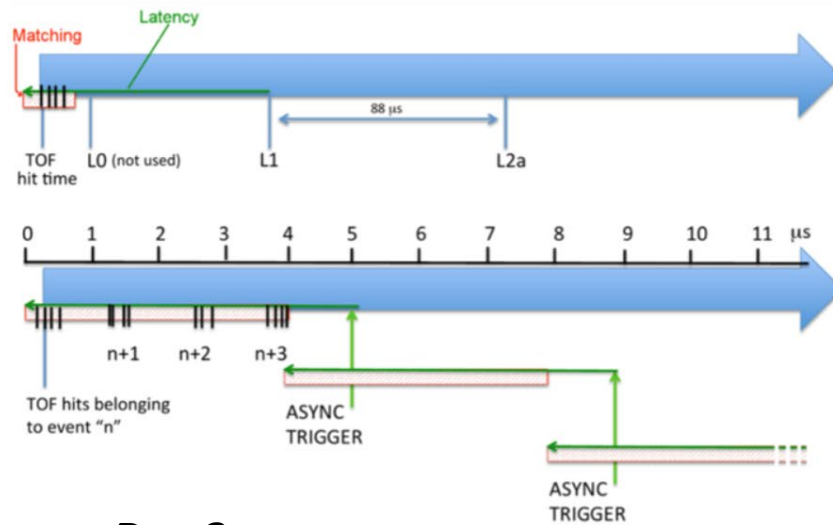 Latency
Matching
88 μs
TOF
hit time
L0 (not used)
L1
L2a
0 1 2 3 4 5 6 7 8 9 10 11 μs
n+1 n+2 n+3
TOF hits belonging
to event “n”
ASYNC
TRIGGER
ASYNC
TRIGGER